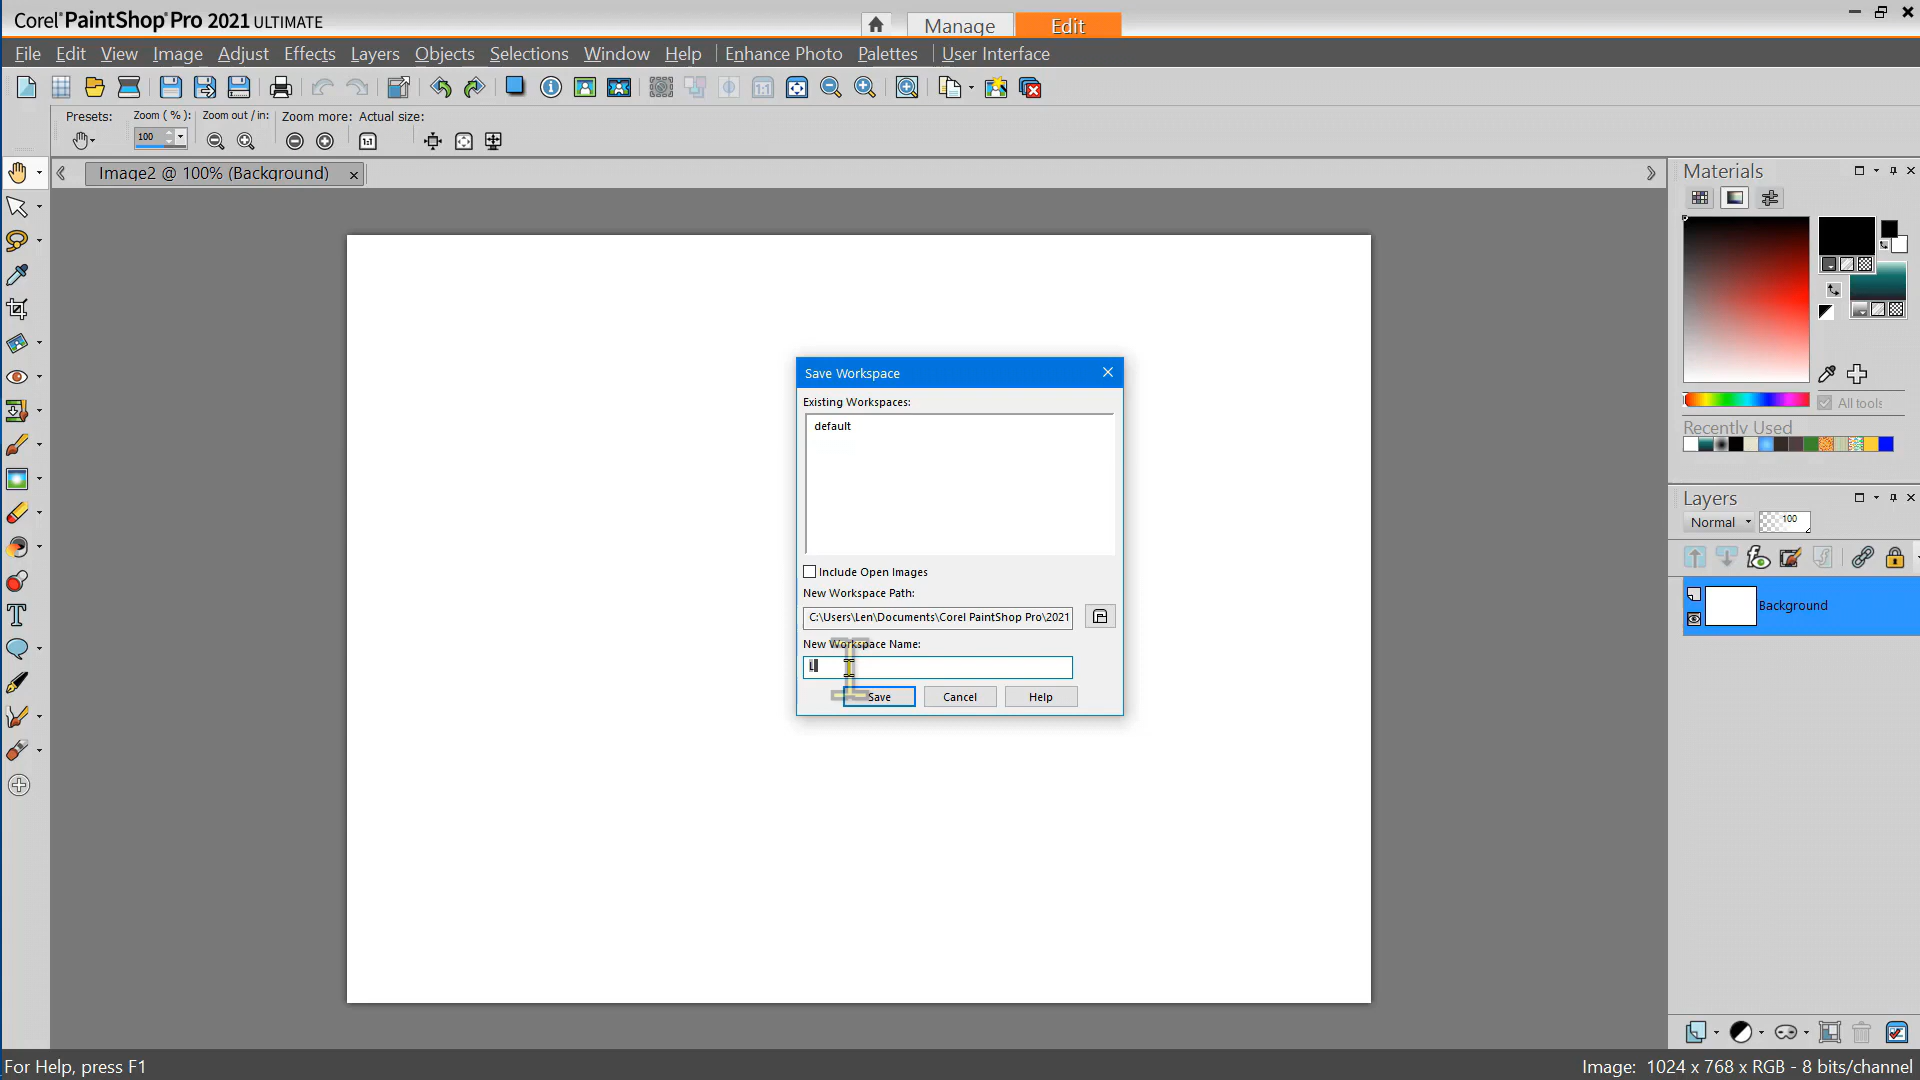 Corel® PaintShop® Pro 2021 ULTIMATE
Manage
Edit
File Edit View Image Adjust Effects Layers Objects Selections Window Help Enhance Photo Palettes User Interface
Presets: Zoom ( % ): Zoom out / in: Zoom more: Actual size:
100
1:1
Image2 @ 100% (Background)
Materials
All tools
Recently Used
Layers
Normal
100
Background
Save Workspace
Existing Workspaces:
default
Include Open Images
New Workspace Path:
C:\Users\Len\Documents\Corel PaintShop Pro\2021
New Workspace Name:
Save
Cancel
Help
For Help, press F1
Image: 1024 x 768 x RGB - 8 bits/channel